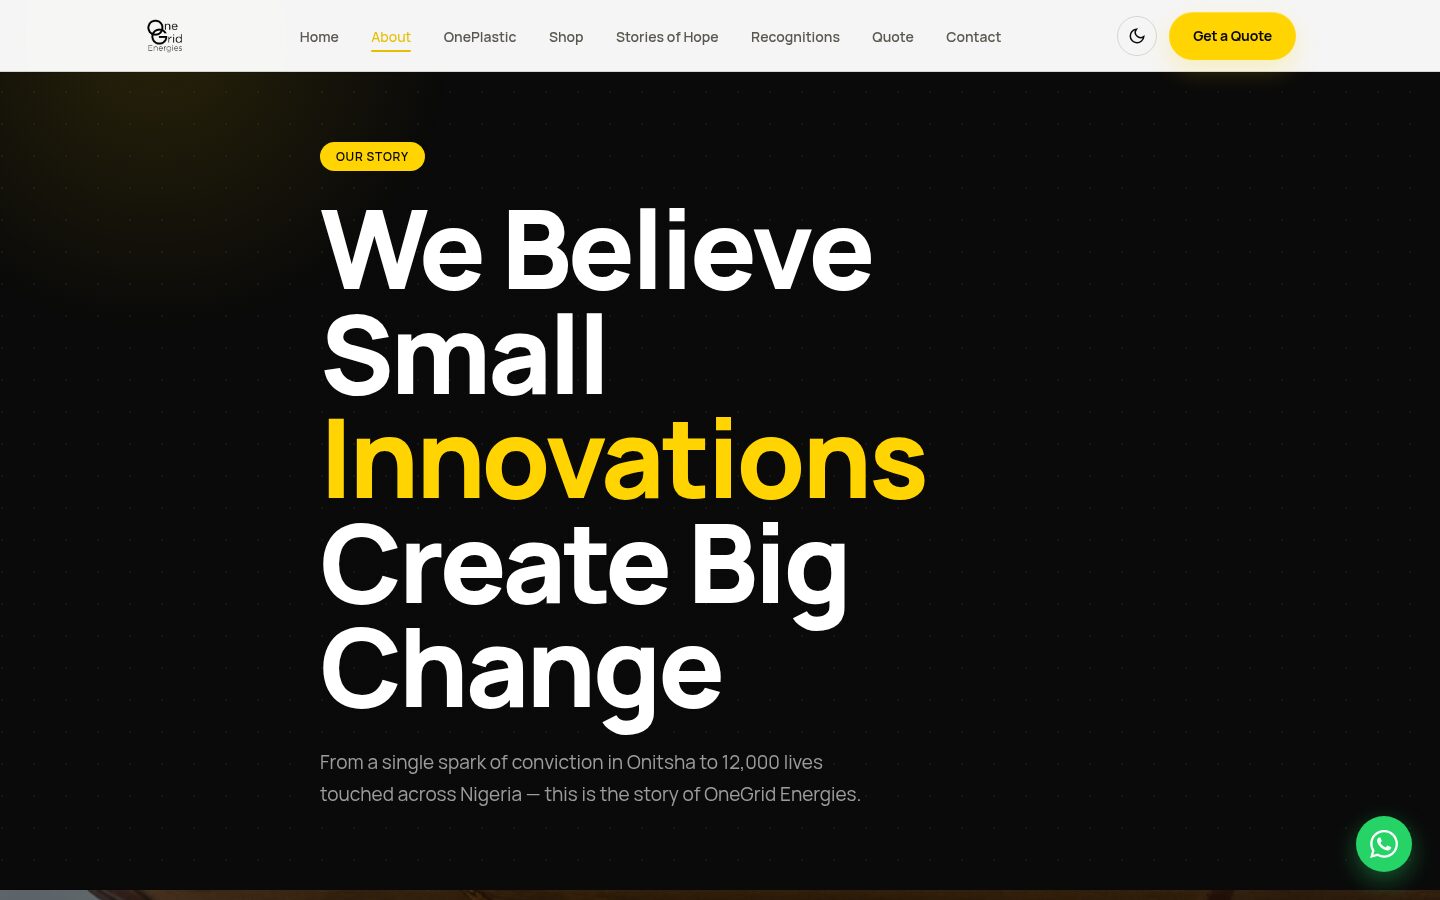 One
Grid
Energies
Home
About
OnePlastic
Shop
Stories of Hope
Recognitions
Quote
Contact
Get a Quote
OUR STORY
We Believe
Small
Innovations
Create Big
Change
From a single spark of conviction in Onitsha to 12,000 lives
touched across Nigeria — this is the story of OneGrid Energies.